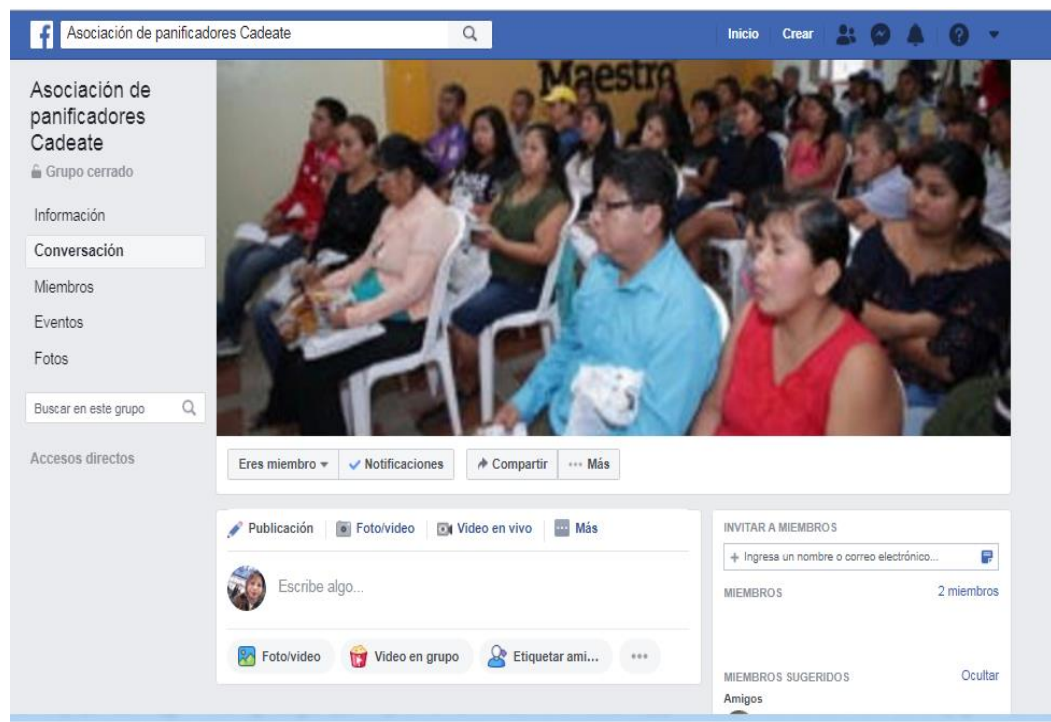 f
Asociación de panificadores Cadeate
Inicio
Crear
Asociación de
panificadores
Cadeate
Grupo cerrado
Información
Conversación
Miembros
Eventos
Fotos
Buscar en este grupo
Accesos directos
Maestro
Eres miembro
Notificaciones
Compartir
Más
Publicación
Foto/video
Video en vivo
Más
Escribe algo...
Foto/video
Video en grupo
Etiquetar ami...
INVITAR A MIEMBROS
+ Ingresa un nombre o correo electrónico...
MIEMBROS
2 miembros
MIEMBROS SUGERIDOS
Ocultar
Amigos